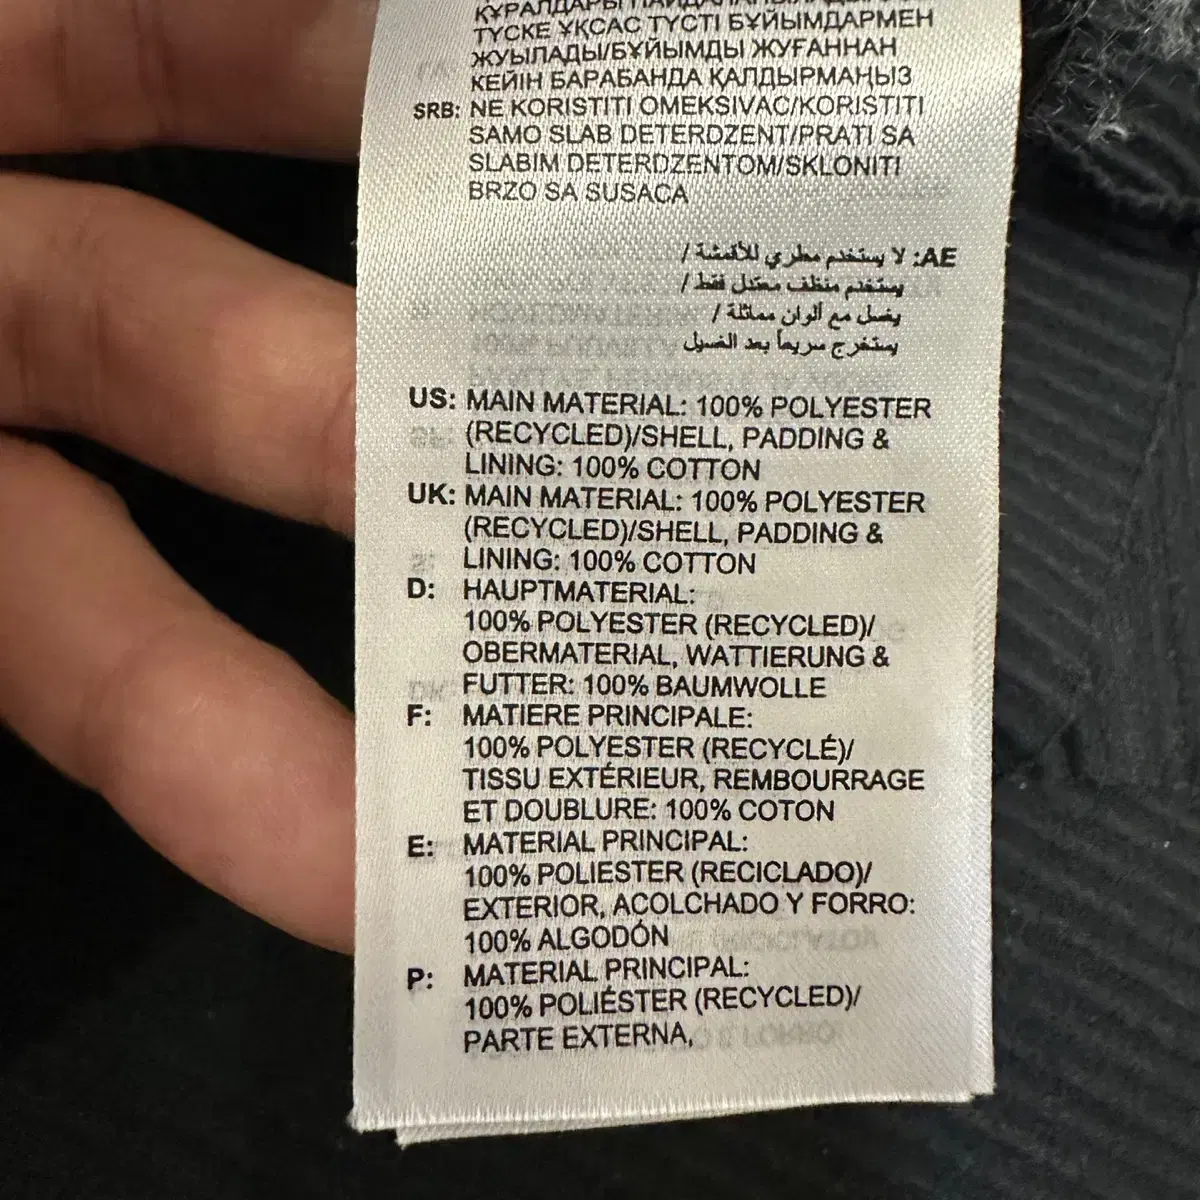 ТҮСКЕ ҰҚСАС ТҮСТІ БҰЙЫМДАРМЕН
ЖУЫЛАДЫ/БҰЙЫМДЫ ЖУҒАННАН
КЕЙІН БАРАБАНДА ҚАЛДЫРМАҢЫЗ
SRB: NE KORISTITI OMEKSIVAC/KORISTITI
SAMO SLAB DETERDZENT/PRATI SA
SLABIM DETERDZENTOM/SKLONITI
BRZO SA SUSACA
AE: لا يستخدم مطري للأقمشة /
يستخدم منظف معتدل فقط /
يغسل مع ألوان مماثلة /
يستخرج سريعاً بعد الغسيل
US: MAIN MATERIAL: 100% POLYESTER
(RECYCLED)/SHELL, PADDING &
LINING: 100% COTTON
UK: MAIN MATERIAL: 100% POLYESTER
(RECYCLED)/SHELL, PADDING &
LINING: 100% COTTON
D: HAUPTMATERIAL:
100% POLYESTER (RECYCLED)/
OBERMATERIAL, WATTIERUNG &
FUTTER: 100% BAUMWOLLE
F: MATIERE PRINCIPALE:
100% POLYESTER (RECYCLÉ)/
TISSU EXTÉRIEUR, REMBOURRAGE
ET DOUBLURE: 100% COTON
E: MATERIAL PRINCIPAL:
100% POLIESTER (RECICLADO)/
EXTERIOR, ACOLCHADO Y FORRO:
100% ALGODÓN
P: MATERIAL PRINCIPAL:
100% POLIÉSTER (RECYCLED)/
PARTE EXTERNA,